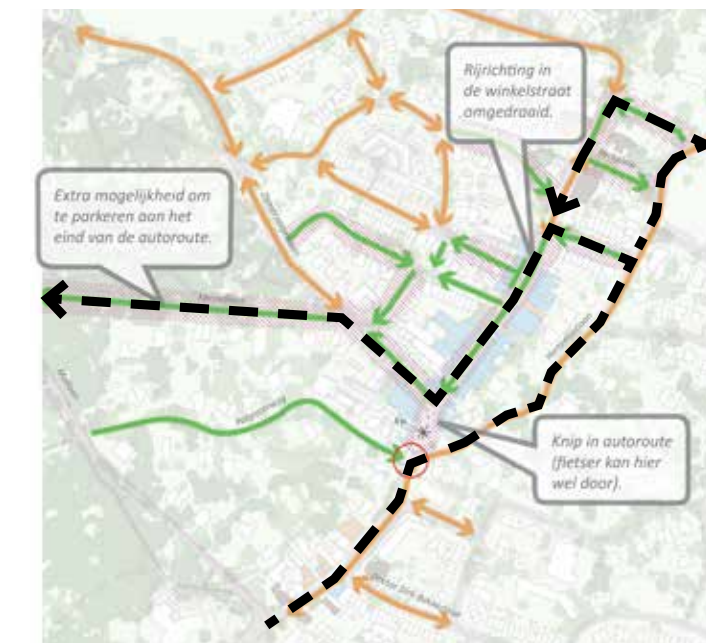 Rijrichting in
de winkelstraat
omgedraaid.
Extra mogelijkheid om
te parkeren aan het
eind van de autoroute.
Knip in autoroute
(fietser kan hier
wel door).